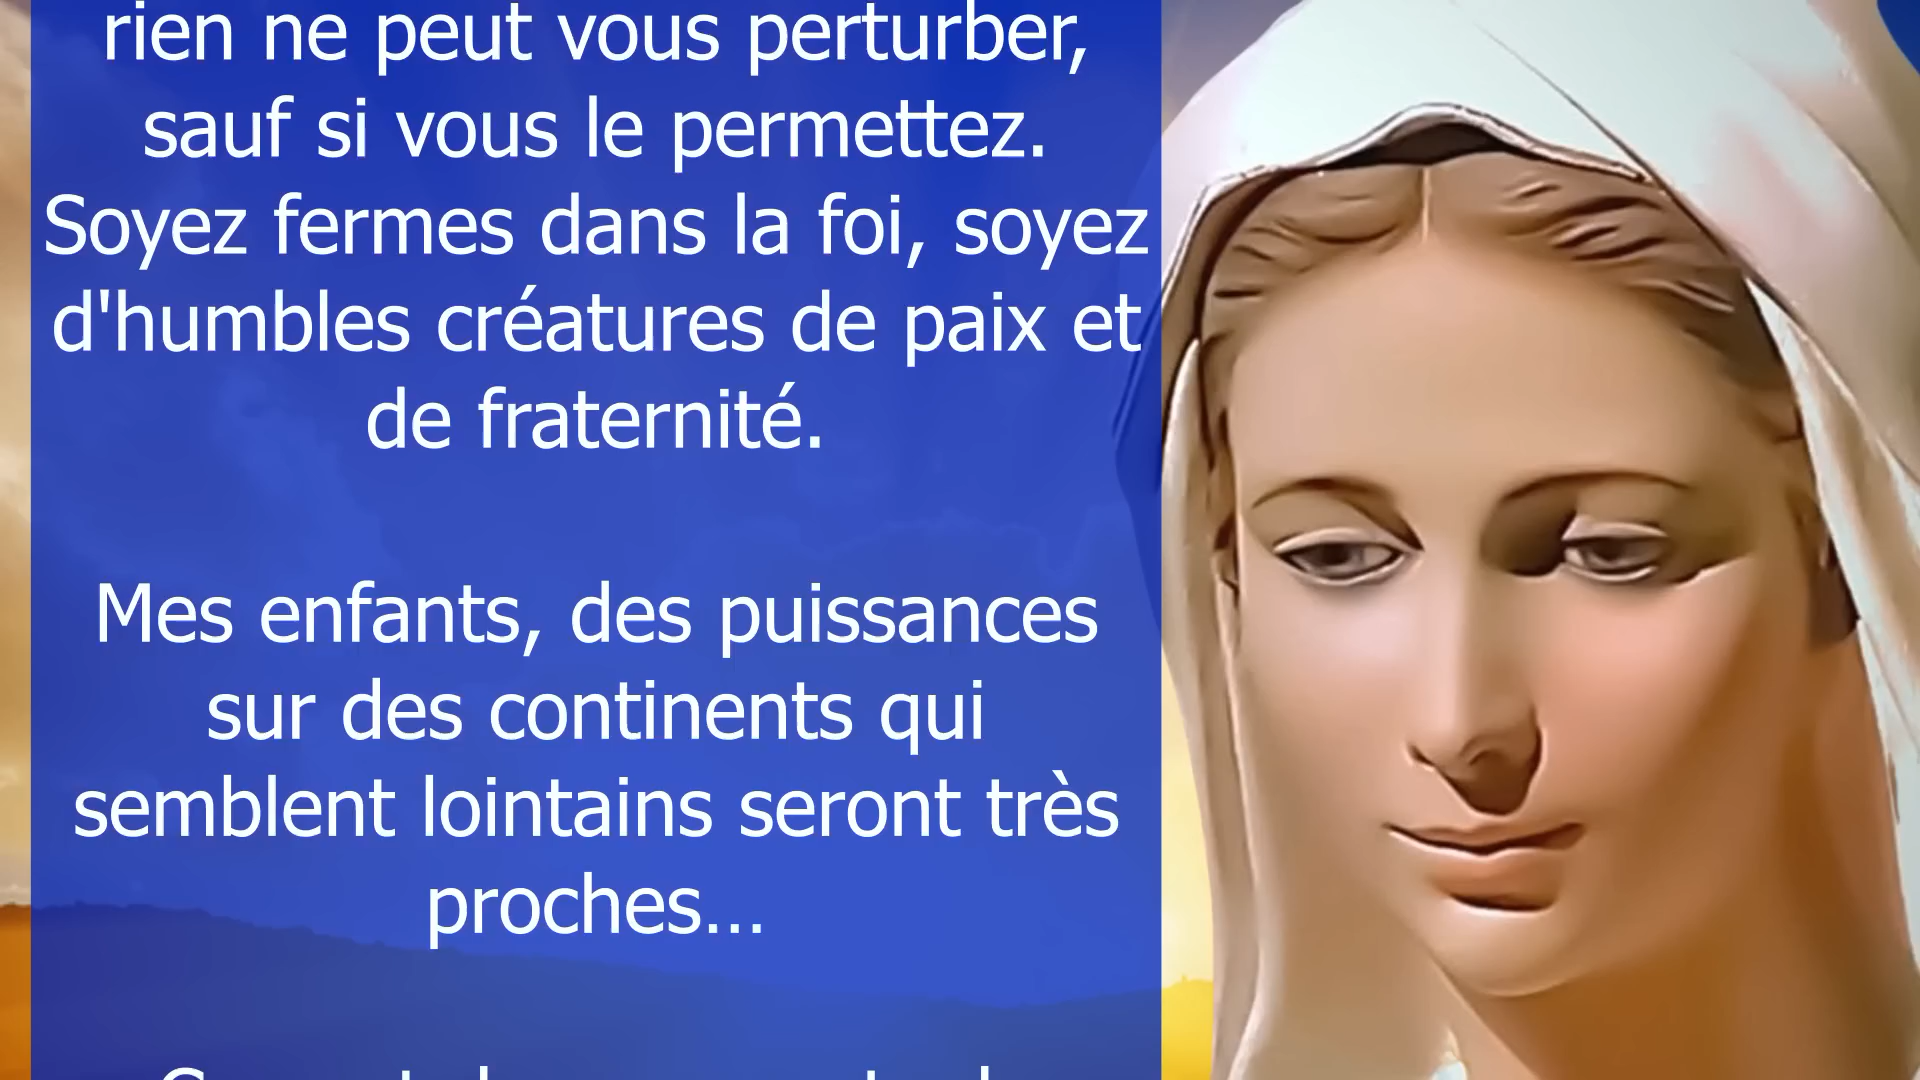 rien ne peut vous perturber,
sauf si vous le permettez.
Soyez fermes dans la foi, soyez
d'humbles créatures de paix et
de fraternité.
Mes enfants, des puissances
sur des continents qui
semblent lointains seront très
proches...